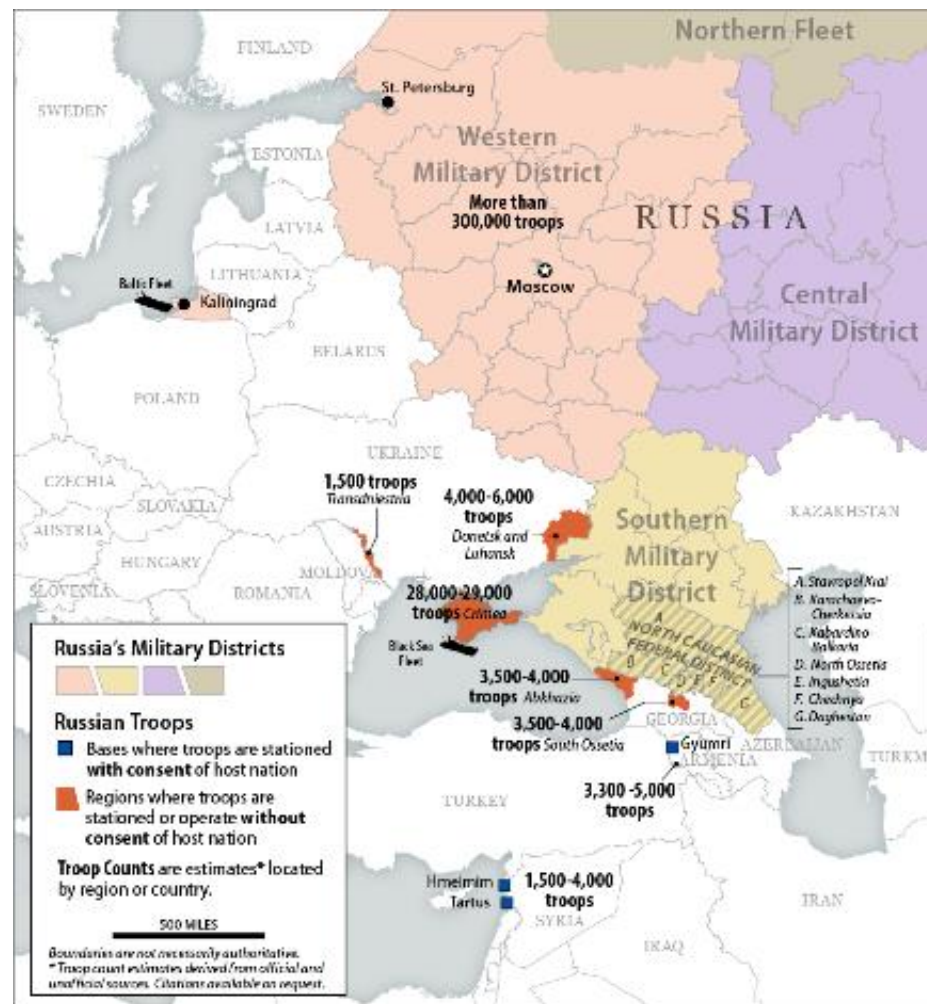 Northern Fleet
FINLAND
St. Petersburg
SWEDEN
Western
Military District
More than
300,000 troops
ESTONIA
RUSSIA
LATVIA
LITHUANIA
Baltic Fleet
Kaliningrad
Moscow
Central
Military District
BELARUS
POLAND
UKRAINE
CZECHIA
SLOVAKIA
AUSTRIA
HUNGARY
SLOVENIA
ROMANIA
MOLDOVA
1,500 troops
Transdniestria
4,000-6,000
troops
Donetsk and
Luhansk
KAZAKHSTAN
Southern
Military
District
28,000-29,000
troops Crimea
Black Sea
Fleet
A
NORTH CAUCASIAN
FEDERAL DISTRICT
B
C
D
E
F
G
A. Stavropol Krai
B. Karachaevo-
Cherkessia
C. Kabardino
Balkaria
D. North Ossetia
E. Ingushetia
F. Chechnya
G. Daghestan
3,500-4,000
troops Abkhazia
3,500-4,000
troops South Ossetia
GEORGIA
Gyumri
ARMENIA
AZERBAIJAN
TURKM
3,300-5,000
troops
TURKEY
Hmeimim
Tartus
1,500-4,000
troops
SYRIA
IRAQ
IRAN
Russia's Military Districts
Russian Troops
Bases where troops are stationed
with consent of host nation
Regions where troops are
stationed or operate without
consent of host nation
Troop Counts are estimates* located
by region or country.
500 MILES
Boundaries are not necessarily authoritative.
*Troop count estimates derived from official and
unofficial sources. Citations available on request.